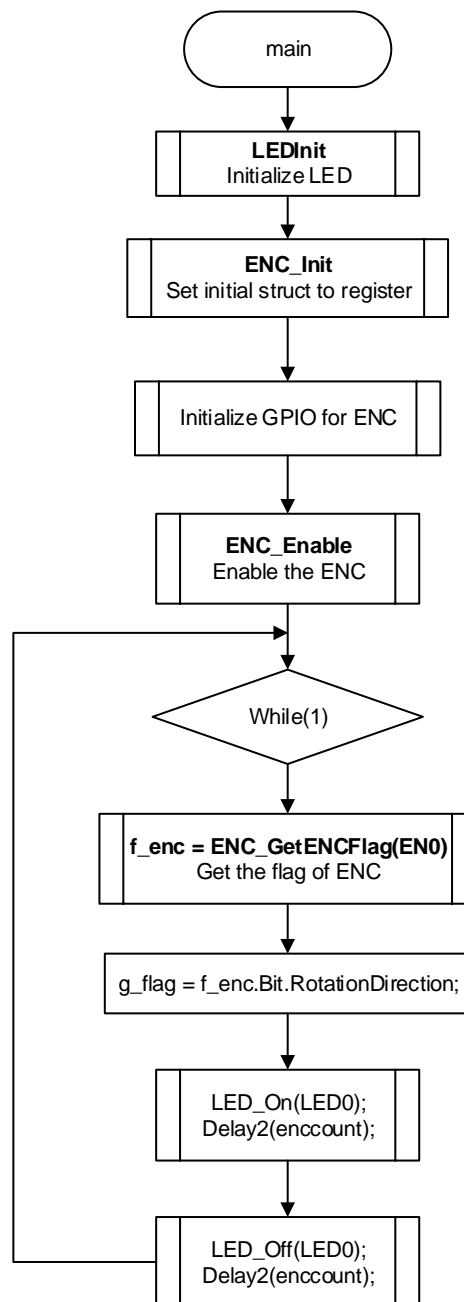 main
LEDInit
Initialize LED
ENC_Init
Set initial struct to register
Initialize GPIO for ENC
ENC_Enable
Enable the ENC
While(1)
f_enc = ENC_GetENCFlag(EN0)
Get the flag of ENC
g_flag = f_enc.Bit.RotationDirection;
LED_On(LED0);
Delay2(enccount);
LED_Off(LED0);
Delay2(enccount);